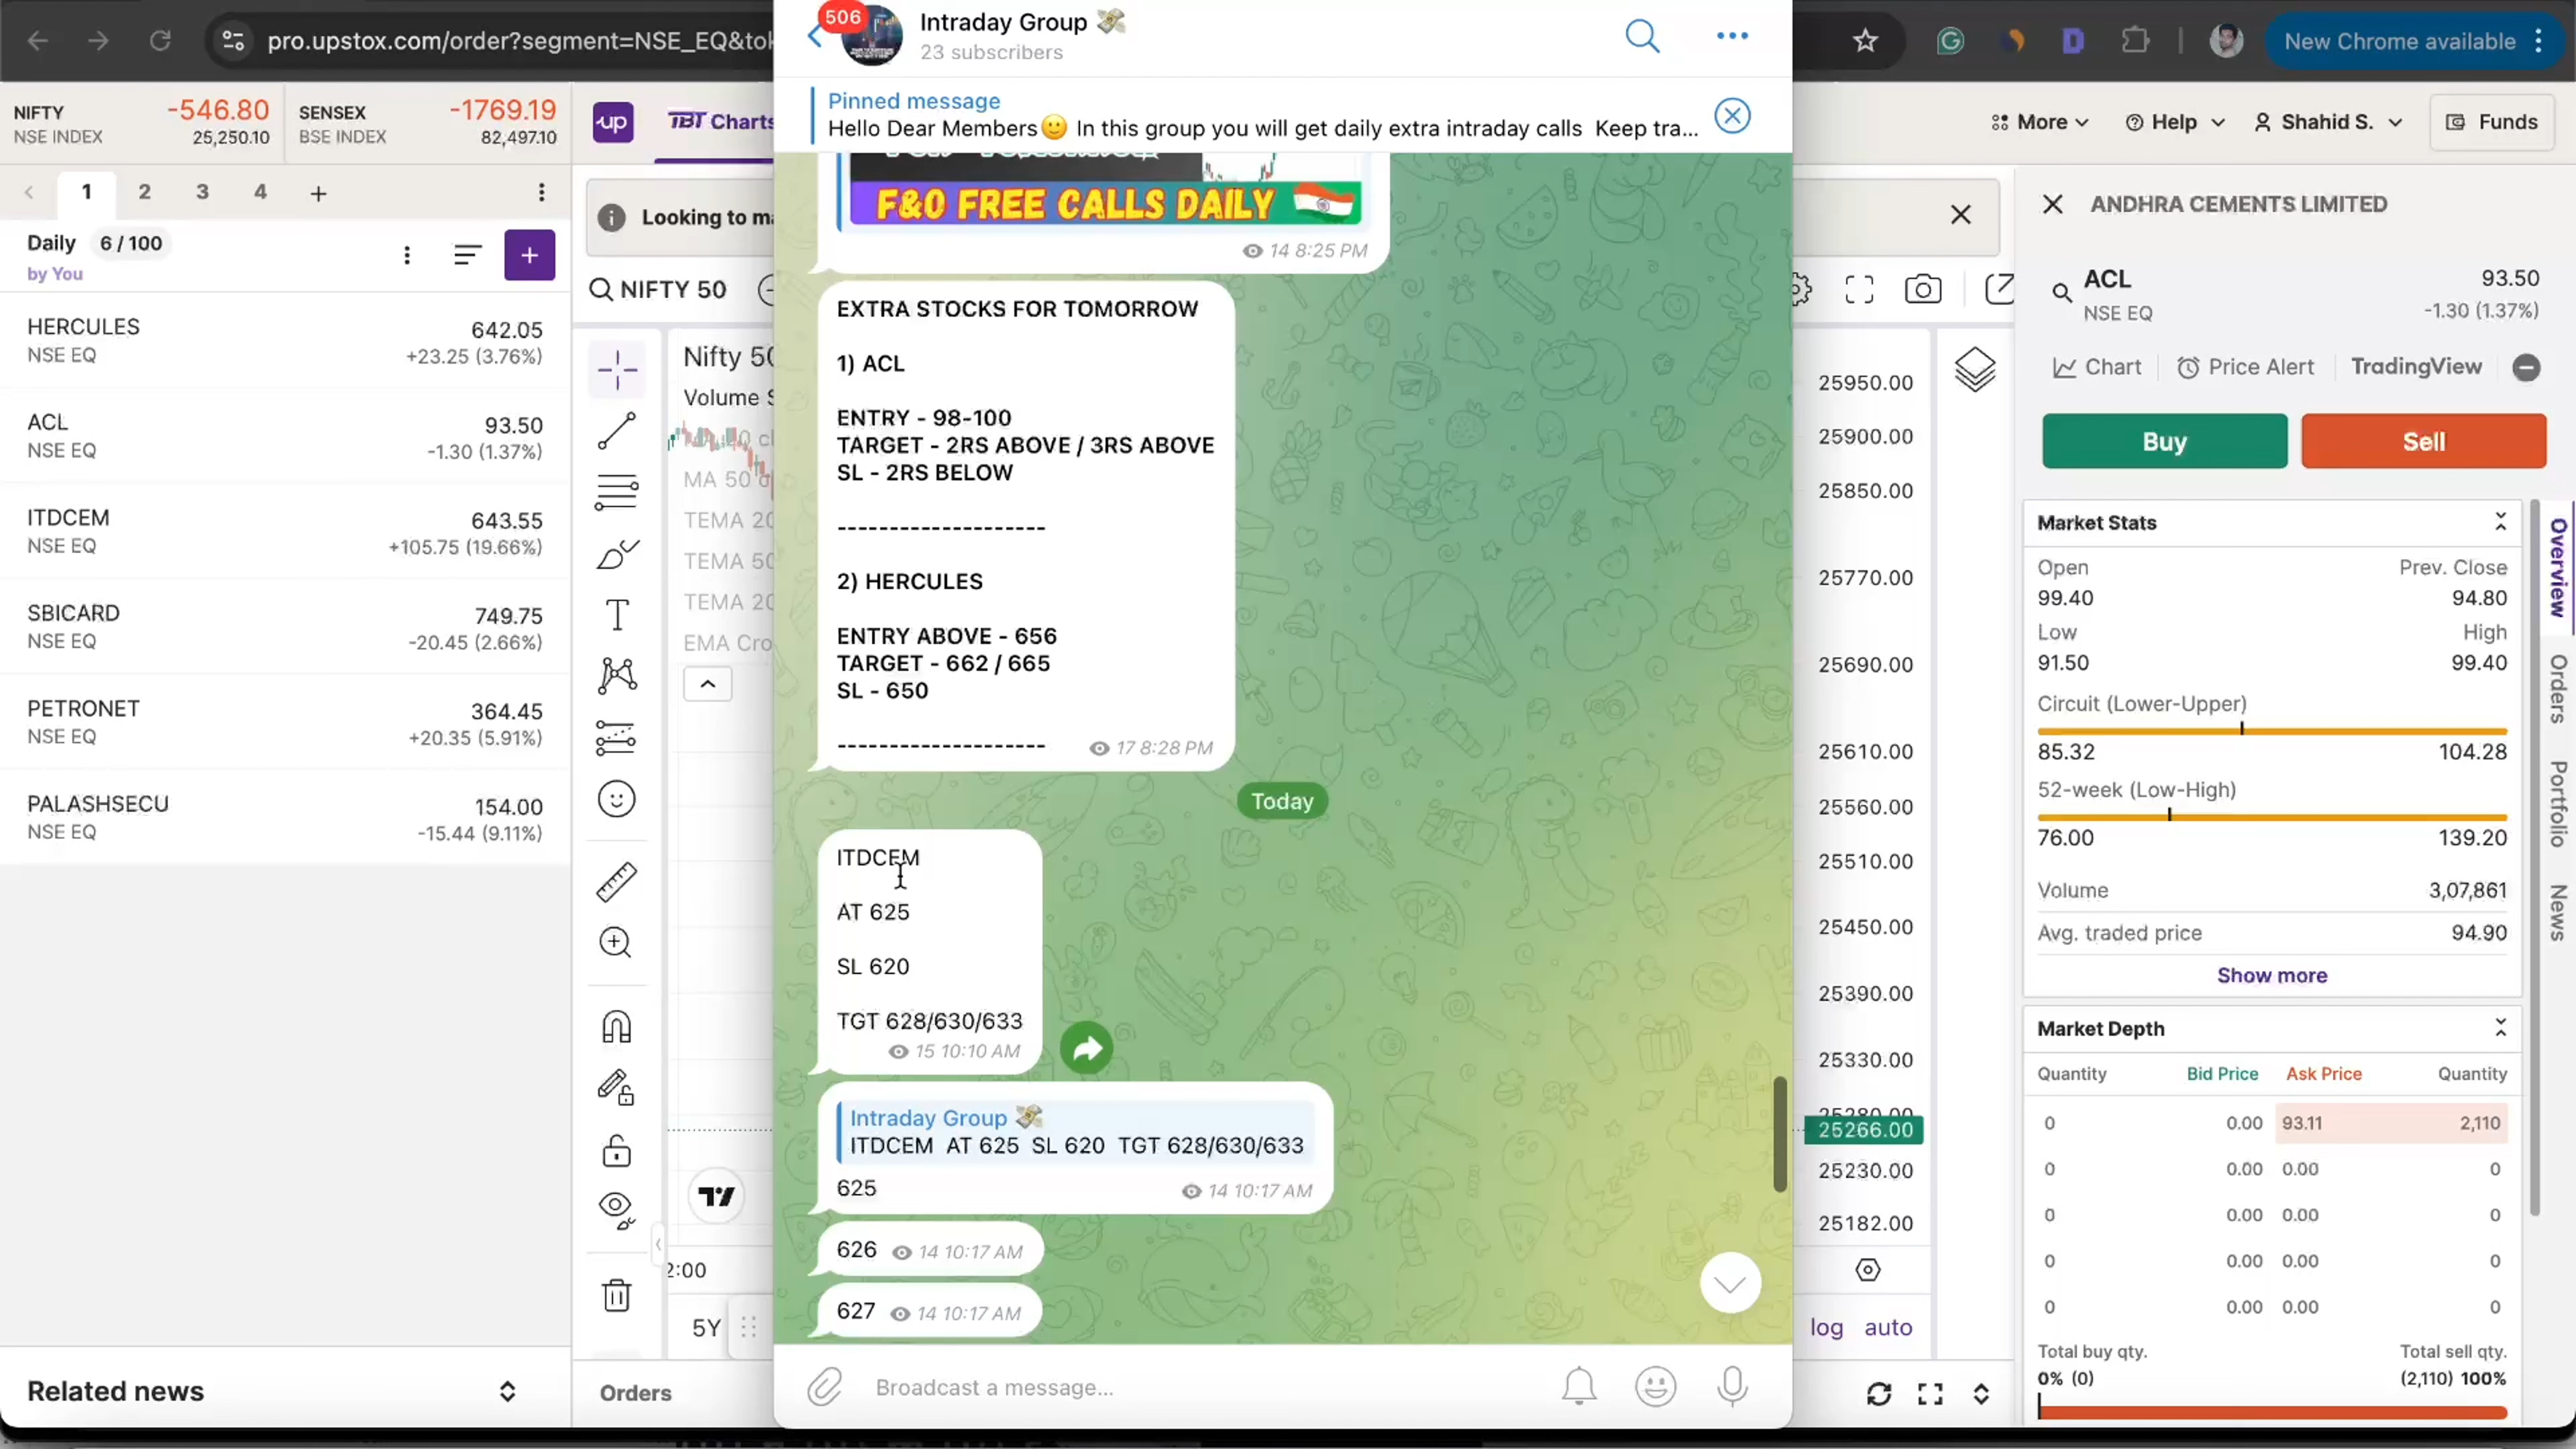 pro.upstox.com/order?segment=NSE_EQ&tok
New Chrome available
NIFTY
-546.80
NSE INDEX
25,250.10
SENSEX
-1769.19
BSE INDEX
82,497.10
up
TBT Charts
More
Help
Shahid S.
Funds
1
2
3
4
+
Daily
6 / 100
by You
HERCULES
642.05
NSE EQ
+23.25 (3.76%)
ACL
93.50
NSE EQ
-1.30 (1.37%)
ITDCEM
643.55
NSE EQ
+105.75 (19.66%)
SBICARD
749.75
NSE EQ
-20.45 (2.66%)
PETRONET
364.45
NSE EQ
+20.35 (5.91%)
PALASHSECU
154.00
NSE EQ
-15.44 (9.11%)
Related news
Looking to ma
NIFTY 50
Nifty 50
Volume S
MA 50 c
TEMA 20
TEMA 50
TEMA 20
EMA Cro
2:00
5Y
Orders
506
Intraday Group 💸
23 subscribers
Pinned message
Hello Dear Members🙂 In this group you will get daily extra intraday calls Keep tra...
F&O FREE CALLS DAILY
14 8:25 PM
EXTRA STOCKS FOR TOMORROW
1) ACL
ENTRY - 98-100
TARGET - 2RS ABOVE / 3RS ABOVE
SL - 2RS BELOW
--------------------
2) HERCULES
ENTRY ABOVE - 656
TARGET - 662 / 665
SL - 650
--------------------
17 8:28 PM
Today
ITDCEM
AT 625
SL 620
TGT 628/630/633
15 10:10 AM
Intraday Group 💸
ITDCEM AT 625 SL 620 TGT 628/630/633
625
14 10:17 AM
626
14 10:17 AM
627
14 10:17 AM
Broadcast a message...
25950.00
25900.00
25850.00
25770.00
25690.00
25610.00
25560.00
25510.00
25450.00
25390.00
25330.00
25280.00
25266.00
25230.00
25182.00
log auto
ANDHRA CEMENTS LIMITED
ACL
93.50
NSE EQ
-1.30 (1.37%)
Chart
Price Alert
TradingView
Buy
Sell
Market Stats
Open
Prev. Close
99.40
94.80
Low
High
91.50
99.40
Circuit (Lower-Upper)
85.32
104.28
52-week (Low-High)
76.00
139.20
Volume
3,07,861
Avg. traded price
94.90
Show more
Market Depth
Quantity Bid Price Ask Price Quantity
0 0.00 93.11 2,110
0 0.00 0.00 0
0 0.00 0.00 0
0 0.00 0.00 0
0 0.00 0.00 0
Total buy qty.
Total sell qty.
0% (0)
(2,110) 100%
Overview
Orders
Portfolio
News